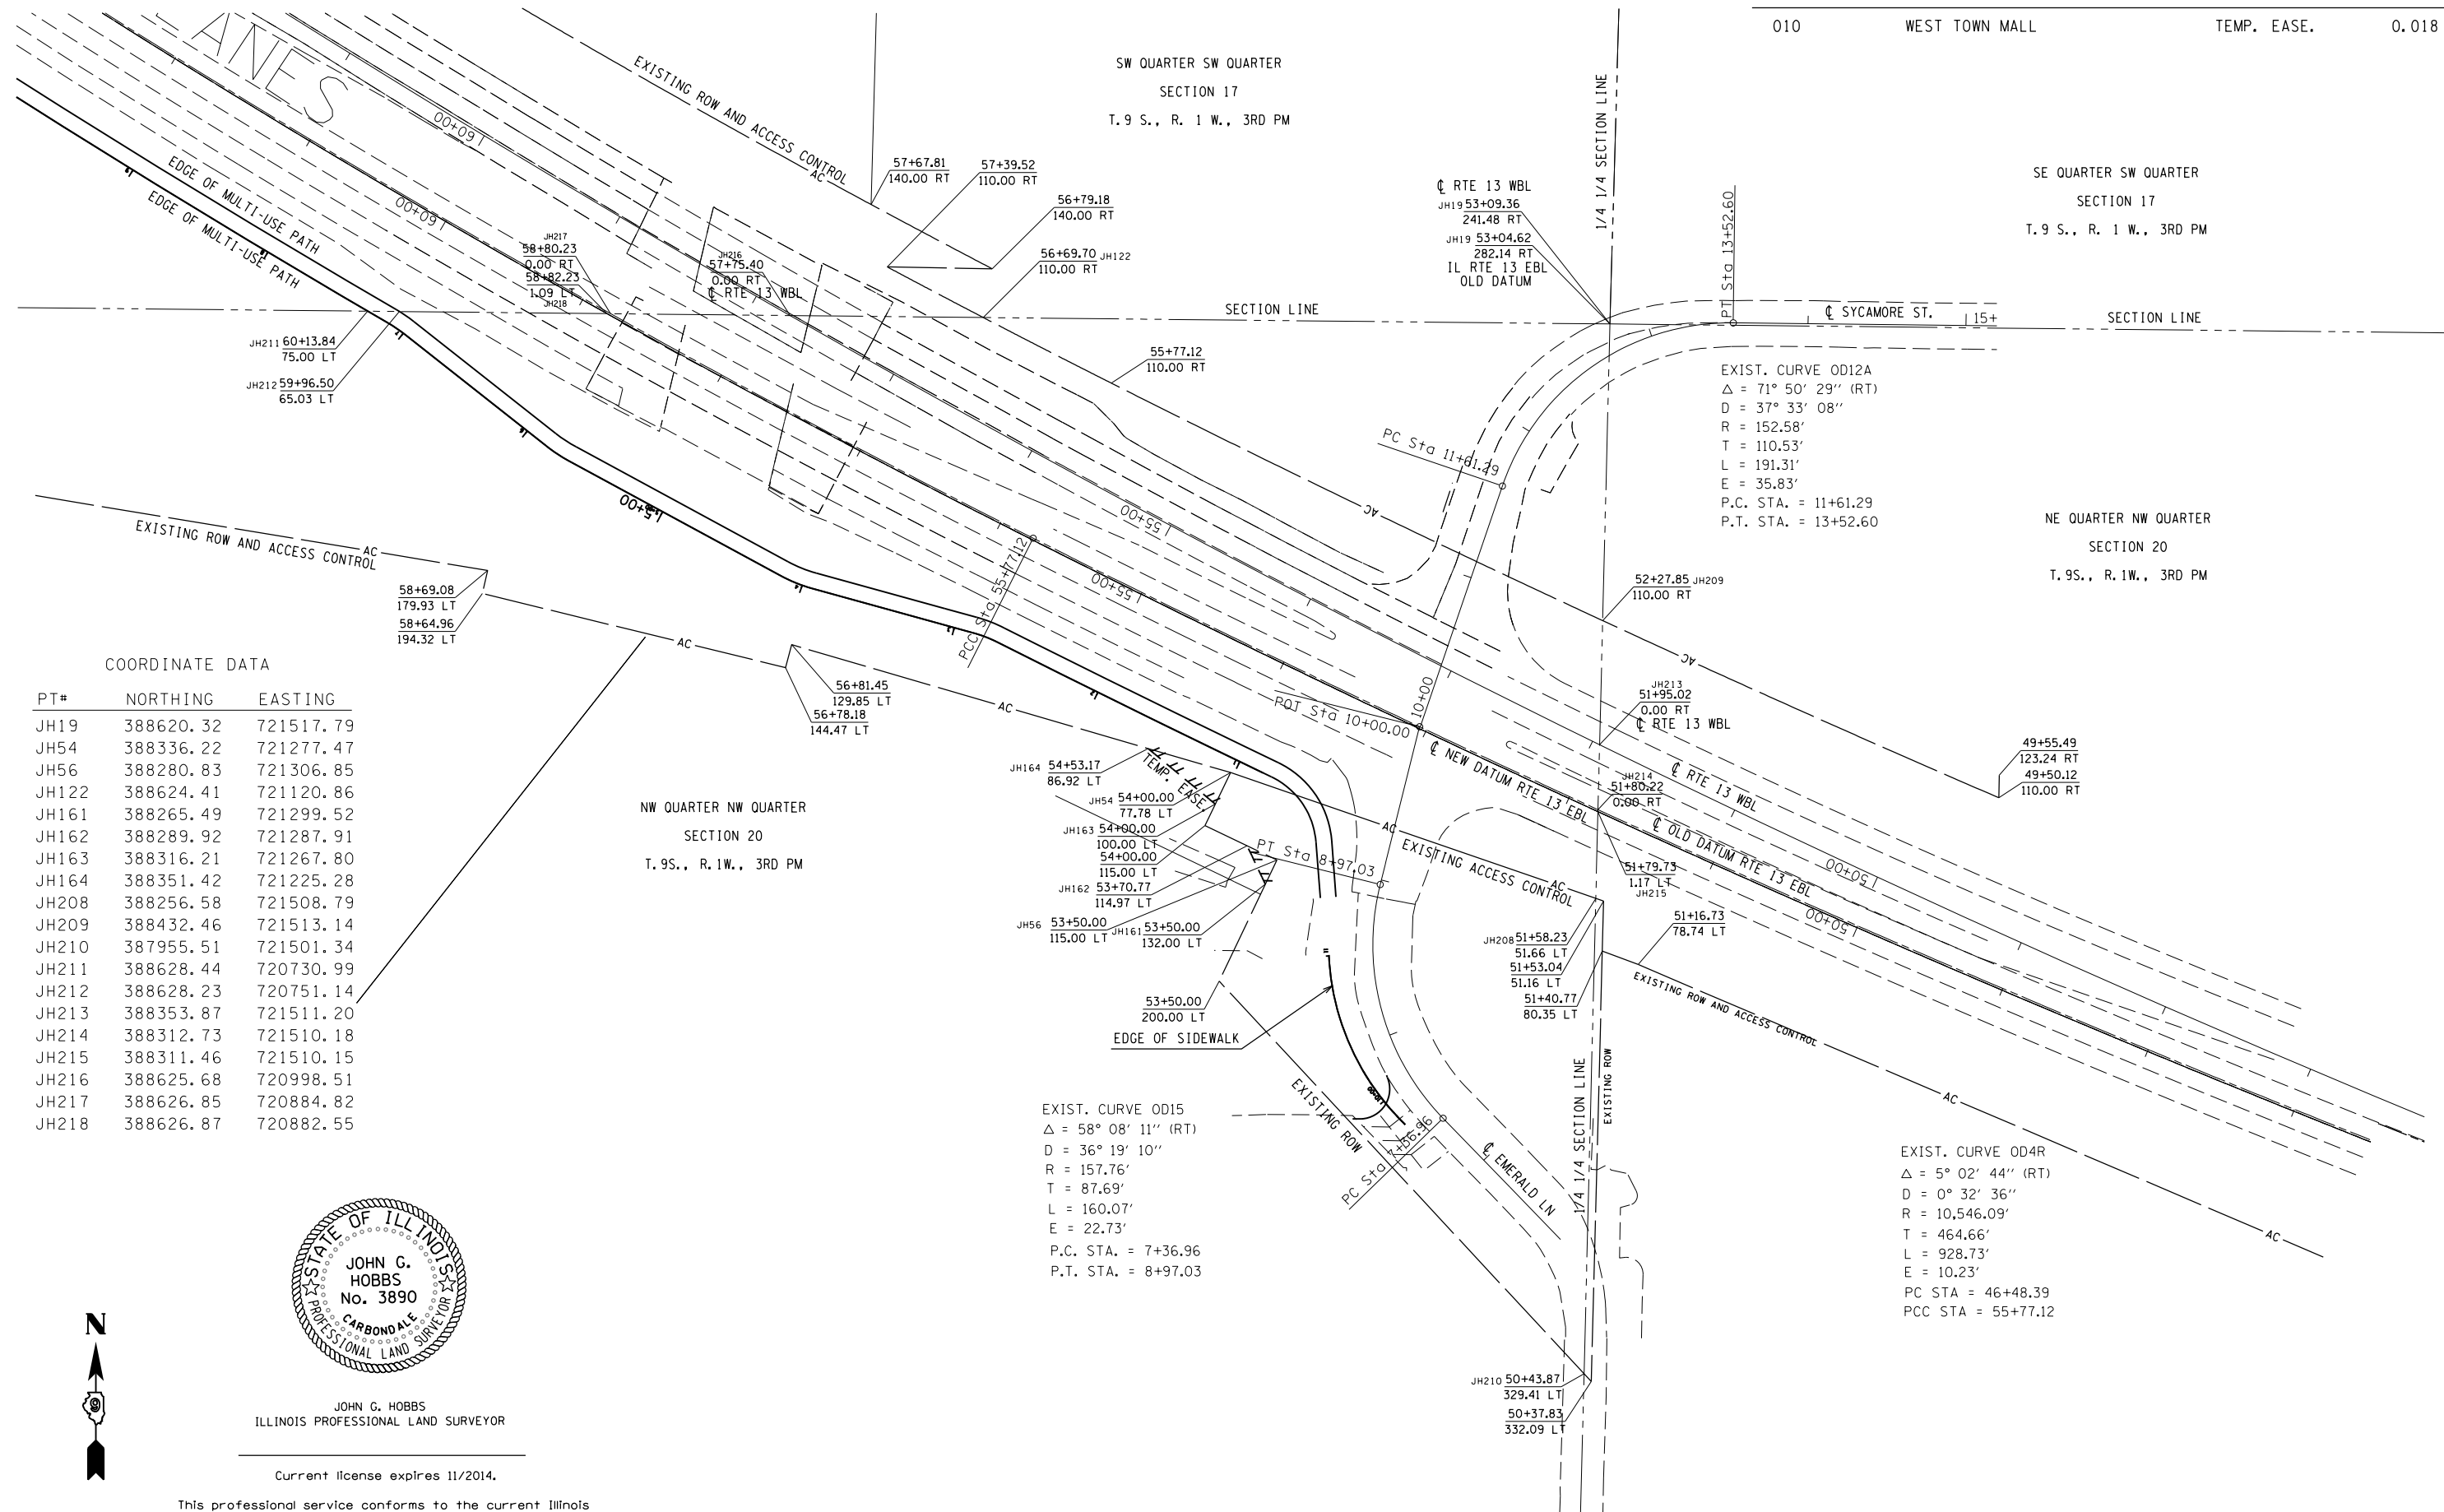 010 WEST TOWN MALL TEMP. EASE. 0.018
SW QUARTER SW QUARTER
SECTION 17
T.9 S., R. 1 W., 3RD PM
SE QUARTER SW QUARTER
SECTION 17
T.9 S., R. 1 W., 3RD PM
ANES
EXISTING ROW AND ACCESS CONTROL
AC
160+00
160+00
EDGE OF MULTI-USE PATH
EDGE OF MULTI-USE PATH
57+67.81
140.00 RT
57+39.52
110.00 RT
56+79.18
140.00 RT
56+69.70 JH122
110.00 RT
JH217
58+80.23
0.00 RT
58+82.23
1.09 LT
JH218
JH216
57+75.40
0.00 RT
℄ RTE 13 WBL
℄ RTE 13 WBL
JH19 53+09.36
241.48 RT
JH19 53+04.62
282.14 RT
IL RTE 13 EBL
OLD DATUM
1/4 1/4 SECTION LINE
PT Sta 13+52.60
SECTION LINE
℄ SYCAMORE ST.
15+
SECTION LINE
JH211 60+13.84
75.00 LT
JH212 59+96.50
65.03 LT
55+77.12
110.00 RT
EXIST. CURVE OD12A
△ = 71° 50' 29'' (RT)
D = 37° 33' 08''
R = 152.58'
T = 110.53'
L = 191.31'
E = 35.83'
P.C. STA. = 11+61.29
P.T. STA. = 13+52.60
PC Sta 11+61.29
AC
NE QUARTER NW QUARTER
SECTION 20
T.9S., R.1W., 3RD PM
EXISTING ROW AND ACCESS CONTROL
AC
155+00
155+00
PCC Sta 55+77.12
58+69.08
179.93 LT
58+64.96
194.32 LT
AC
52+27.85 JH209
110.00 RT
AC
56+81.45
129.85 LT
56+78.18
144.47 LT
AC
POT Sta 10+00.00
10+00
JH213
51+95.02
0.00 RT
℄ RTE 13 WBL
49+55.49
123.24 RT
49+50.12
110.00 RT
℄ NEW DATUM RTE 13 EBL
℄ RTE 13 WBL
JH214
51+80.22
0.00 RT
℄ OLD DATUM RTE 13 EBL
150+00
150+00
51+79.73
1.17 LT
JH215
COORDINATE DATA
PT# NORTHING EASTING
JH19 388620.32 721517.79
JH54 388336.22 721277.47
JH56 388280.83 721306.85
JH122 388624.41 721120.86
JH161 388265.49 721299.52
JH162 388289.92 721287.91
JH163 388316.21 721267.80
JH164 388351.42 721225.28
JH208 388256.58 721508.79
JH209 388432.46 721513.14
JH210 387955.51 721501.34
JH211 388628.44 720730.99
JH212 388628.23 720751.14
JH213 388353.87 721511.20
JH214 388312.73 721510.18
JH215 388311.46 721510.15
JH216 388625.68 720998.51
JH217 388626.85 720884.82
JH218 388626.87 720882.55
NW QUARTER NW QUARTER
SECTION 20
T.9S., R.1W., 3RD PM
TEMP. EASE.
JH164 54+53.17
86.92 LT
JH54 54+00.00
77.78 LT
JH163 54+00.00
100.00 LT
54+00.00
115.00 LT
JH162 53+70.77
114.97 LT
JH56 53+50.00
115.00 LT
JH161 53+50.00
132.00 LT
PT Sta 8+97.03
AC
EXISTING ACCESS CONTROL
AC
51+16.73
78.74 LT
JH208 51+58.23
51.66 LT
51+53.04
51.16 LT
51+40.77
80.35 LT
EXISTING ROW AND ACCESS CONTROL
AC
AC
53+50.00
200.00 LT
EDGE OF SIDEWALK
EXISTING ROW
EXISTING ROW
1/4 1/4 SECTION LINE
PC Sta 7+36.96
℄ EMERALD LN
EXIST. CURVE OD15
△ = 58° 08' 11'' (RT)
D = 36° 19' 10''
R = 157.76'
T = 87.69'
L = 160.07'
E = 22.73'
P.C. STA. = 7+36.96
P.T. STA. = 8+97.03
EXIST. CURVE OD4R
△ = 5° 02' 44'' (RT)
D = 0° 32' 36''
R = 10,546.09'
T = 464.66'
L = 928.73'
E = 10.23'
PC STA = 46+48.39
PCC STA = 55+77.12
JH210 50+43.87
329.41 LT
50+37.83
332.09 LT
STATE OF ILLINOIS
JOHN G.
HOBBS
No. 3890
CARBONDALE
PROFESSIONAL LAND SURVEYOR
N
9
JOHN G. HOBBS
ILLINOIS PROFESSIONAL LAND SURVEYOR
Current license expires 11/2014.
This professional service conforms to the current Illinois